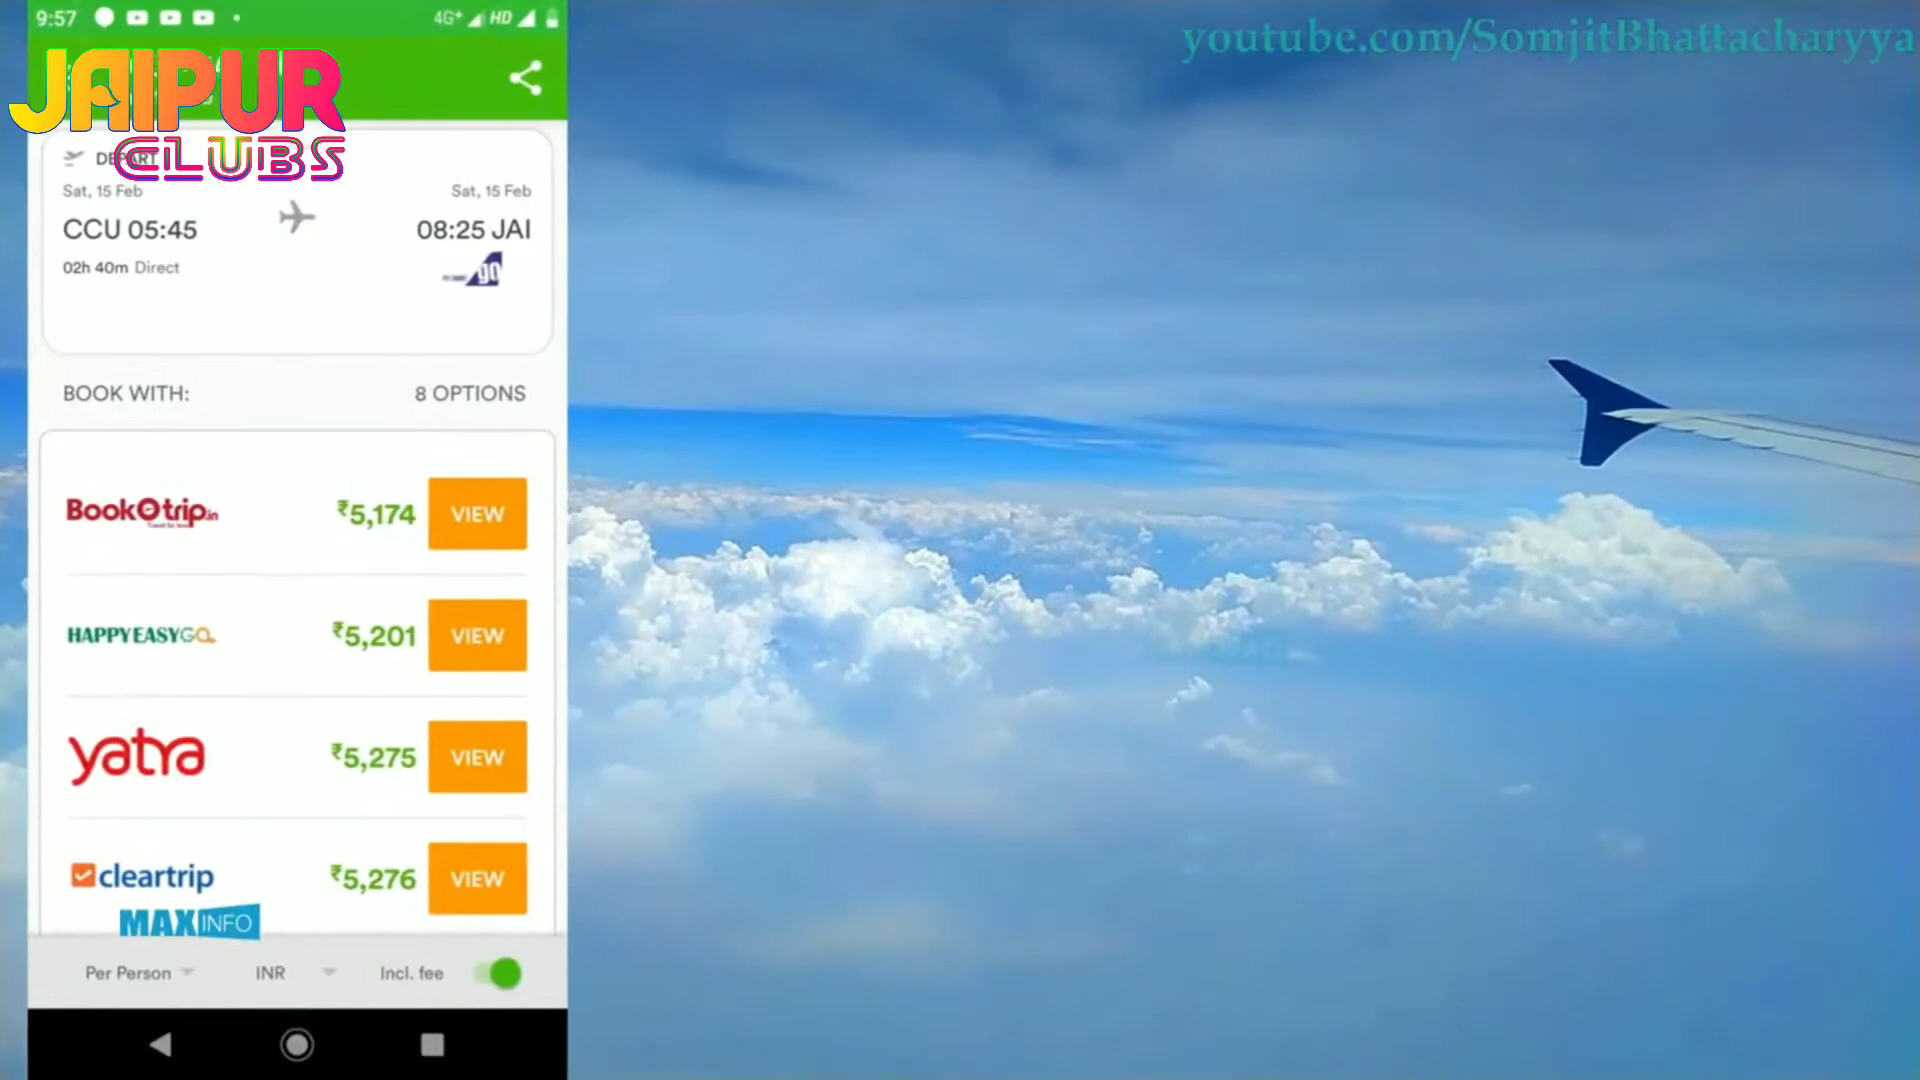 9:57
4G+ HD
youtube.com/SomjitBhattacharyya
JAIPUR
CLUBS
DEPART
Sat, 15 Feb
Sat, 15 Feb
CCU 05:45
08:25 JAI
02h 40m Direct
go
BOOK WITH:
8 OPTIONS
BookOtrip.in
₹5,174
VIEW
HAPPYEASYGO
₹5,201
VIEW
yatra
₹5,275
VIEW
cleartrip
₹5,276
VIEW
MAXINFO
Per Person
INR
Incl. fee